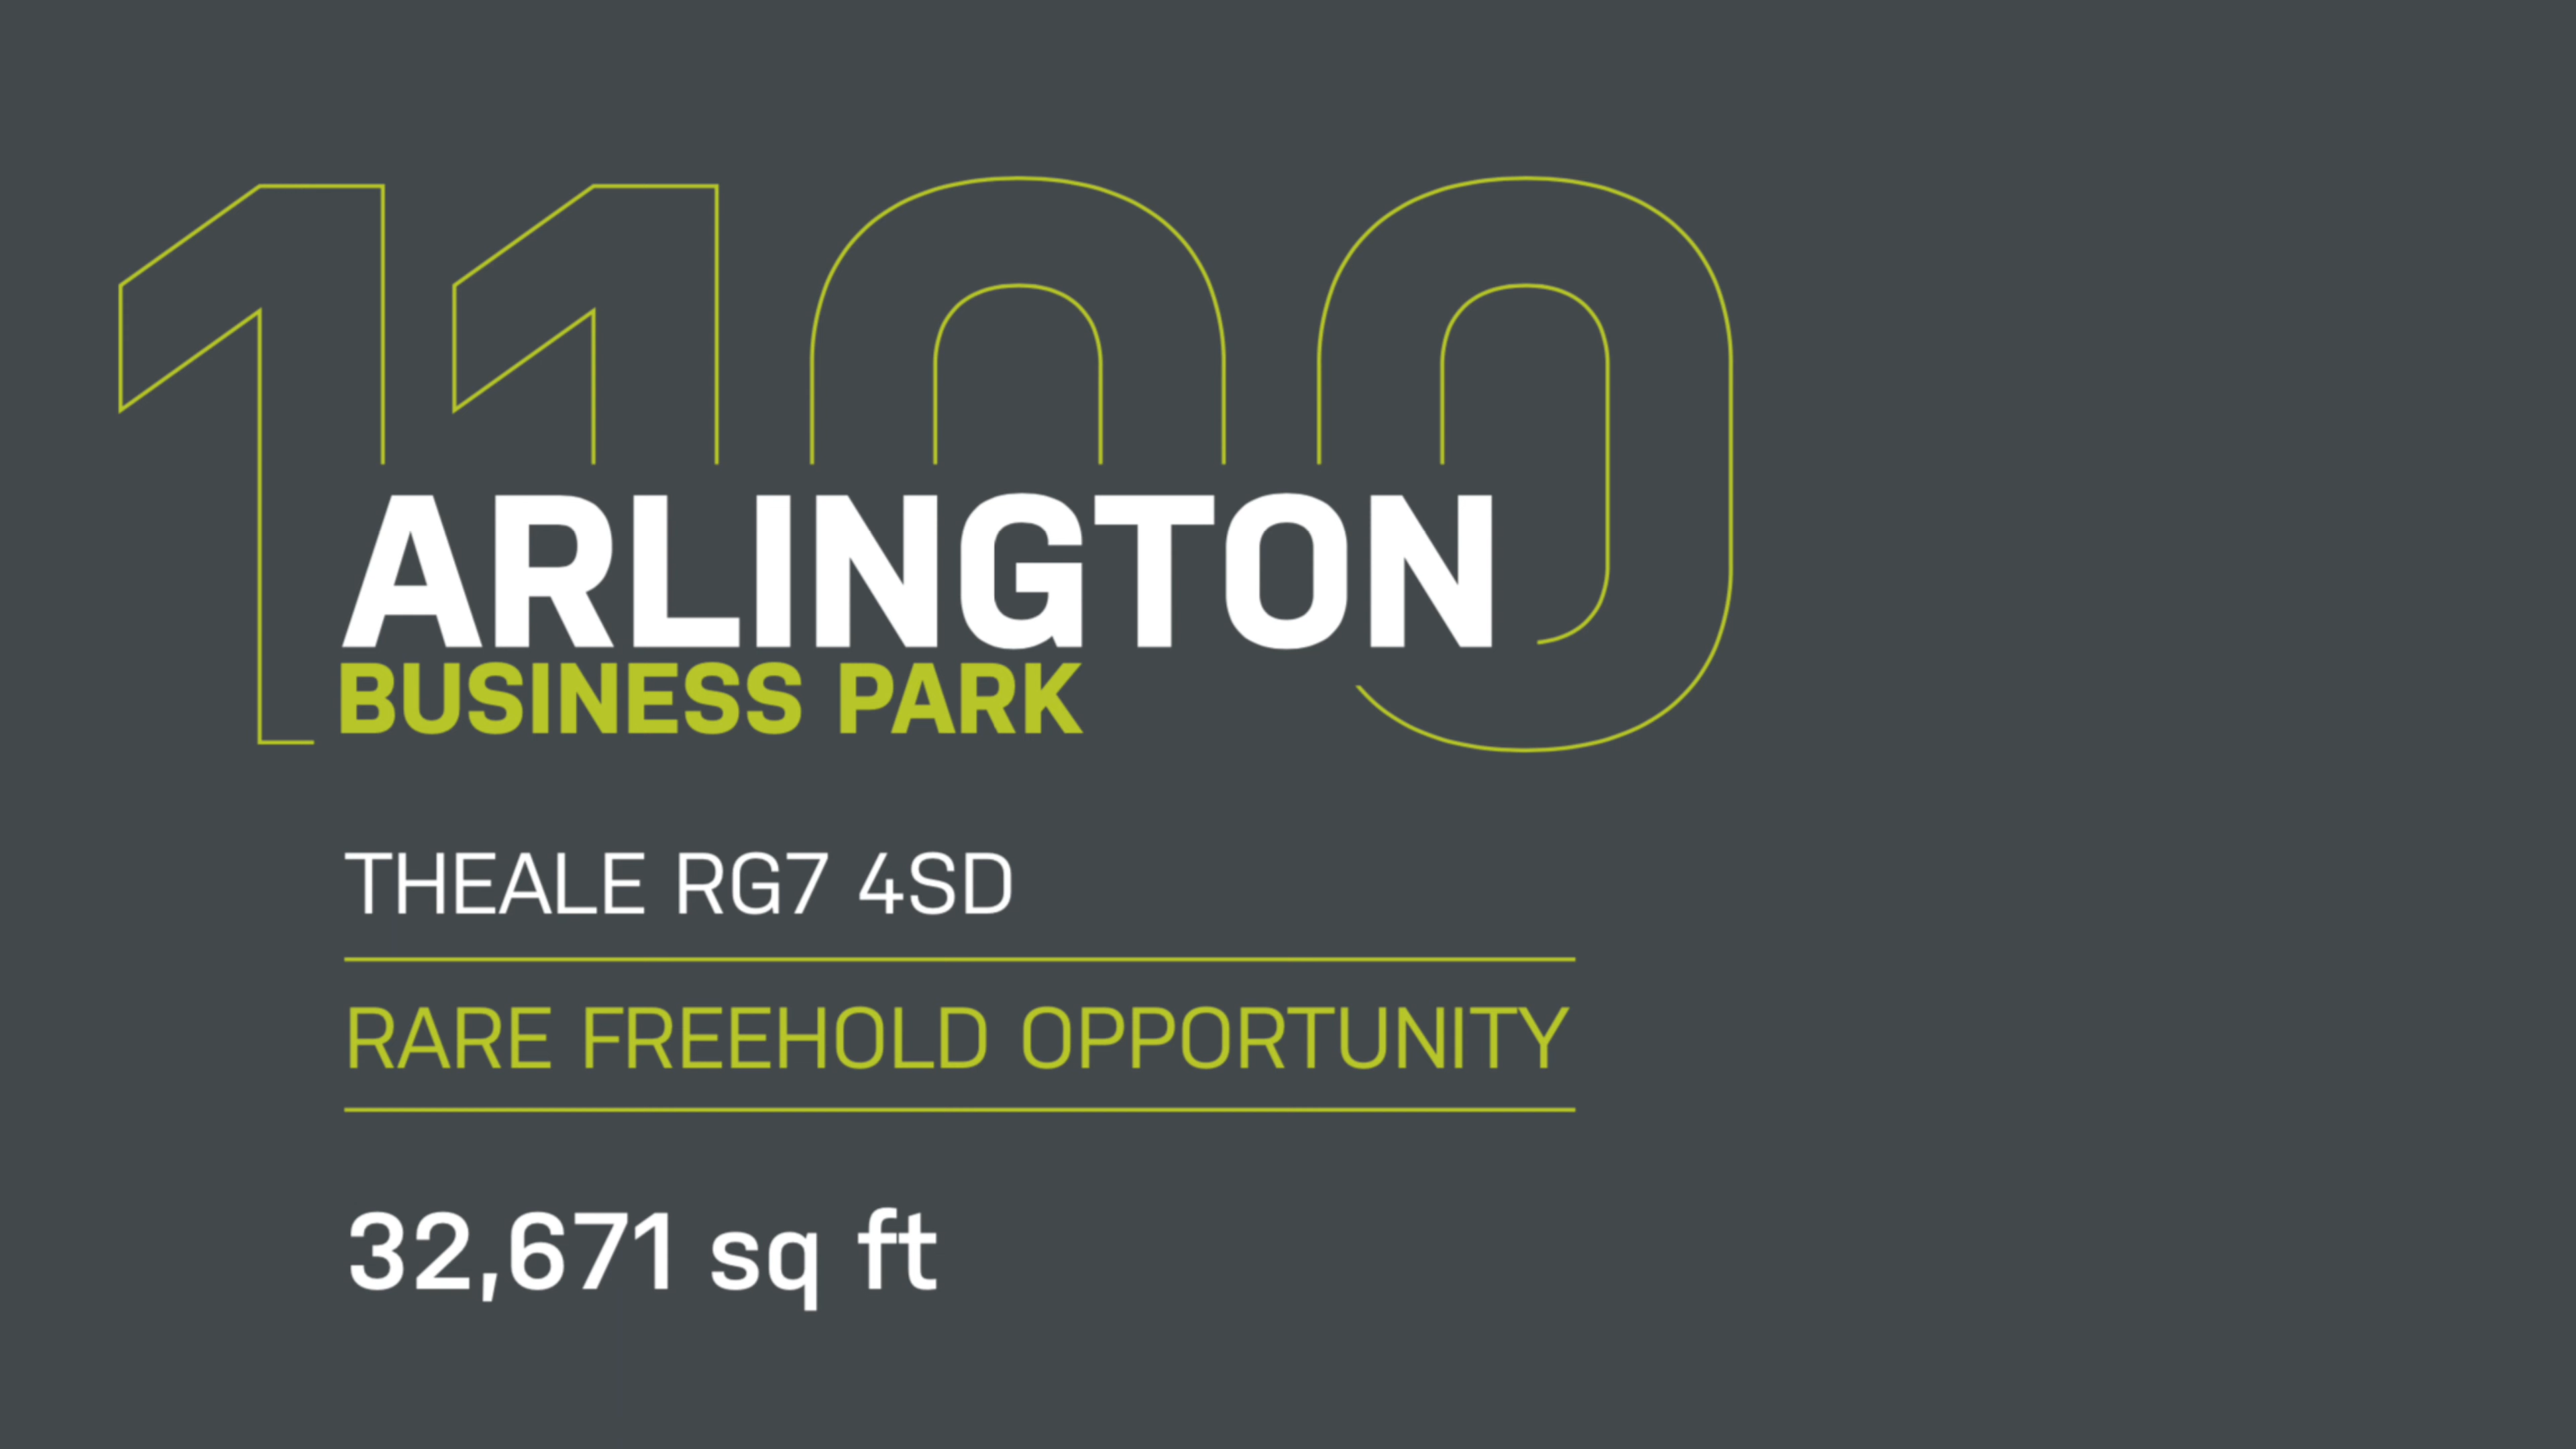 1100
ARLINGTON
BUSINESS PARK
THEALE RG7 4SD
RARE FREEHOLD OPPORTUNITY
32,671 sq ft